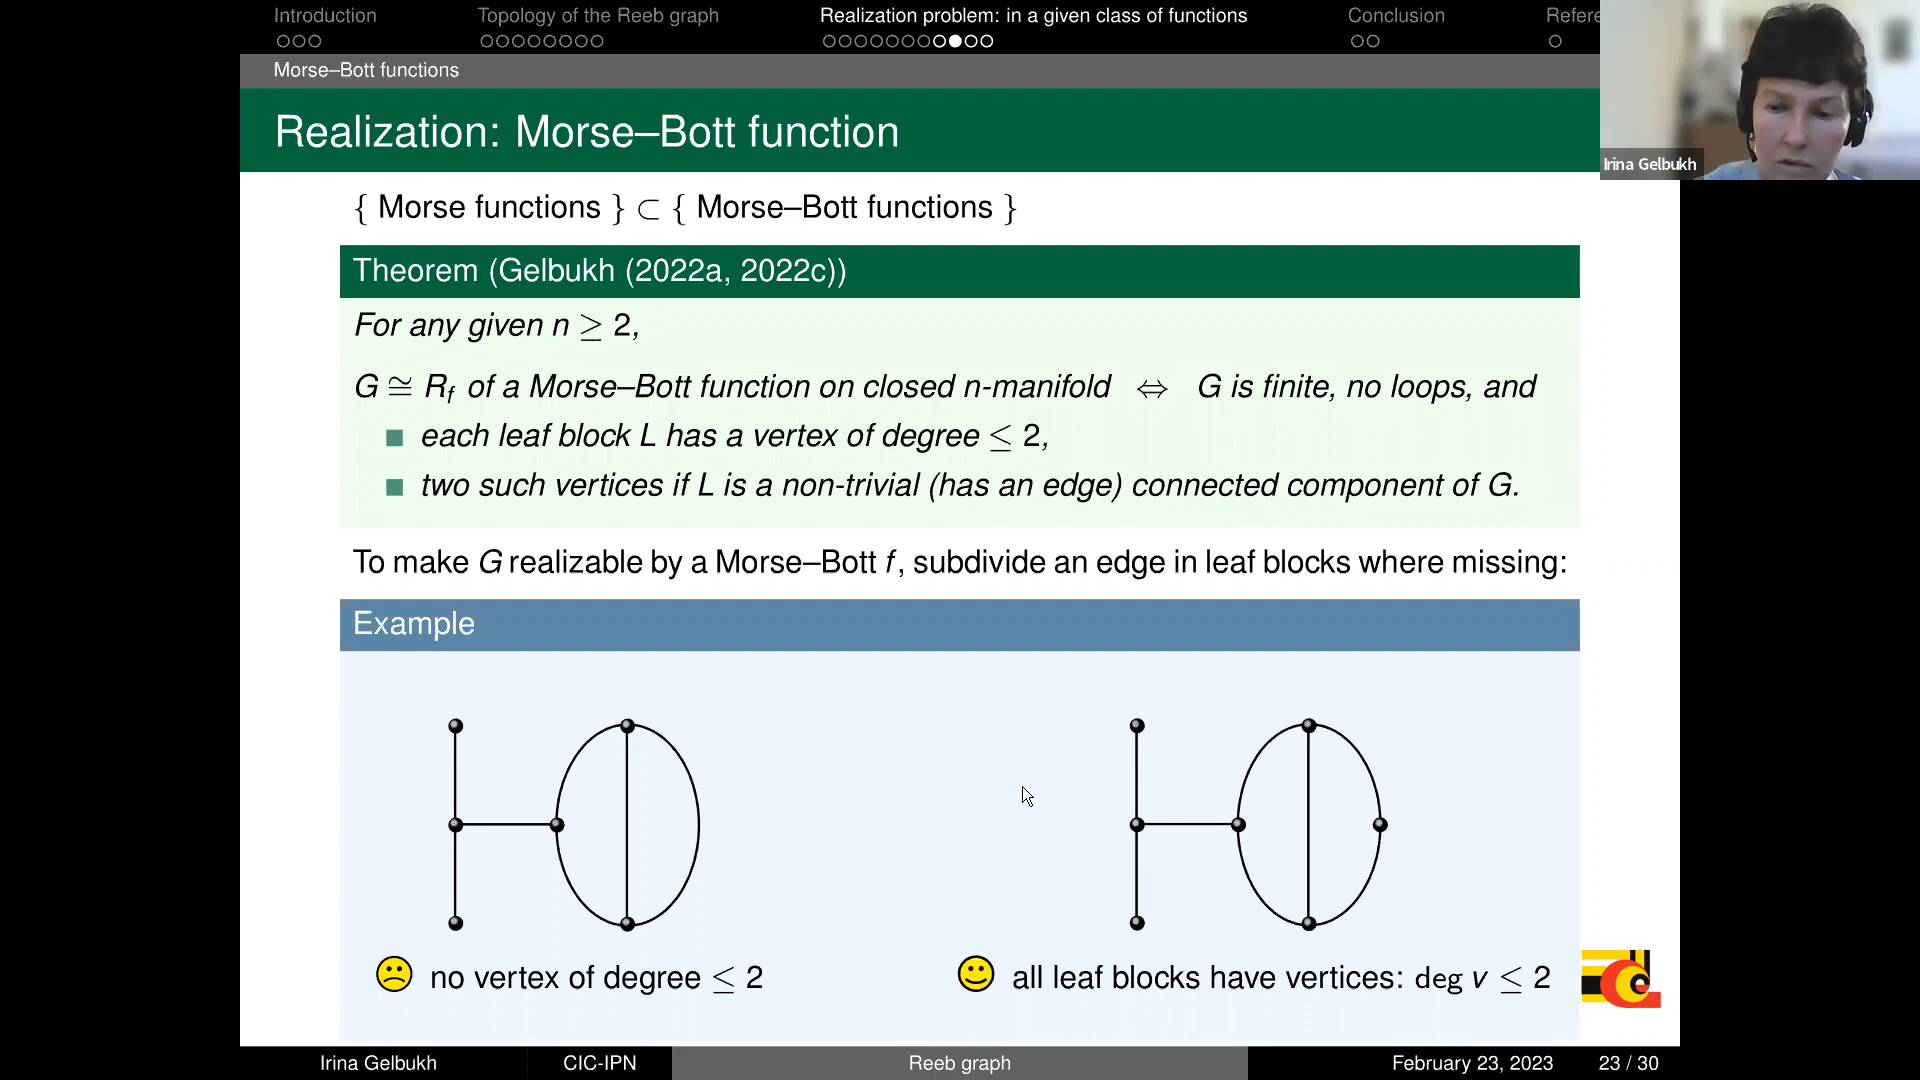 Introduction
Topology of the Reeb graph
Realization problem: in a given class of functions
Conclusion
Refere
Morse–Bott functions
Realization: Morse–Bott function
Irina Gelbukh
{ Morse functions } ⊂ { Morse–Bott functions }
Theorem (Gelbukh (2022a, 2022c))
For any given n ≥ 2,
G ≅ R_f of a Morse–Bott function on closed n-manifold ⇔ G is finite, no loops, and
each leaf block L has a vertex of degree ≤ 2,
two such vertices if L is a non-trivial (has an edge) connected component of G.
To make G realizable by a Morse–Bott f, subdivide an edge in leaf blocks where missing:
Example
no vertex of degree ≤ 2
all leaf blocks have vertices: deg v ≤ 2
Irina Gelbukh
CIC-IPN
Reeb graph
February 23, 2023
23 / 30